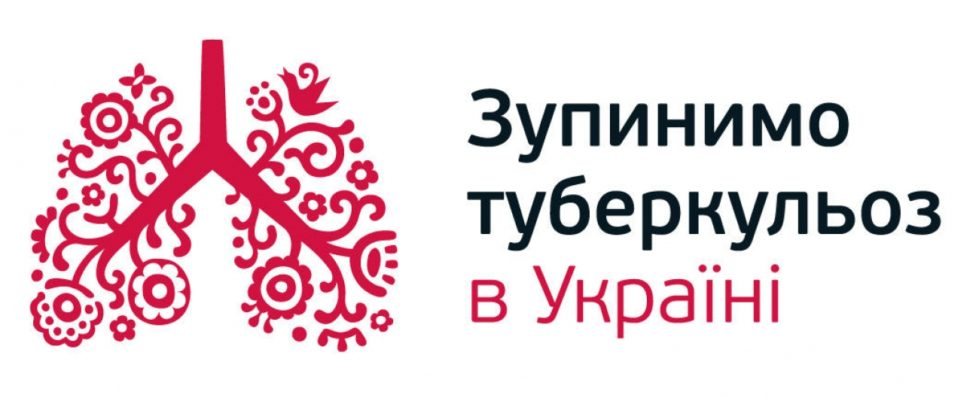 Зупинимо
туберкульоз
в Україні